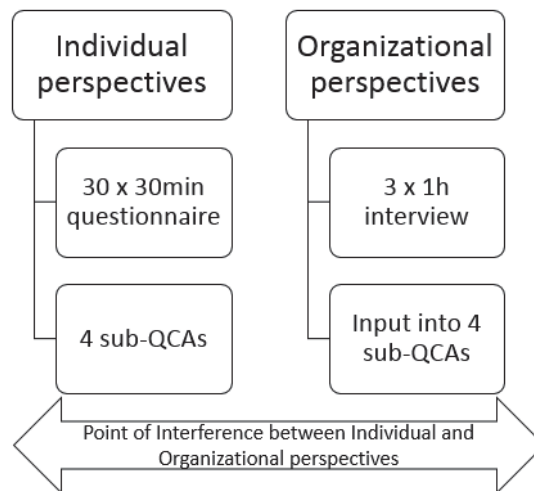 Individual
perspectives
30 x 30min
questionnaire
4 sub-QCAs
Organizational
perspectives
3 x 1h
interview
Input into 4
sub-QCAs
Point of Interference between Individual and
Organizational perspectives